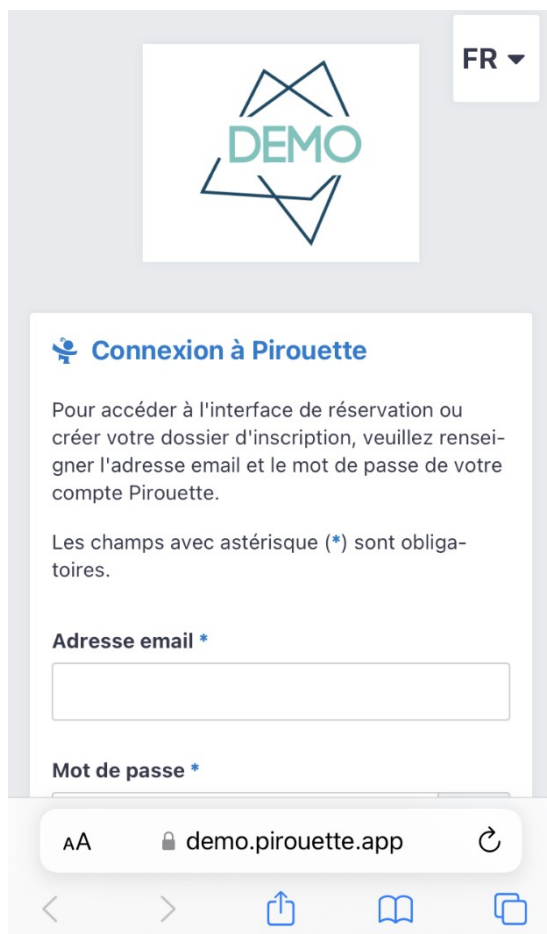 FR
DEMO
Connexion à Pirouette
Pour accéder à l'interface de réservation ou
créer votre dossier d'inscription, veuillez rensei-
gner l'adresse email et le mot de passe de votre
compte Pirouette.
Les champs avec astérisque (*) sont obliga-
toires.
Adresse email *
Mot de passe *
AA demo.pirouette.app